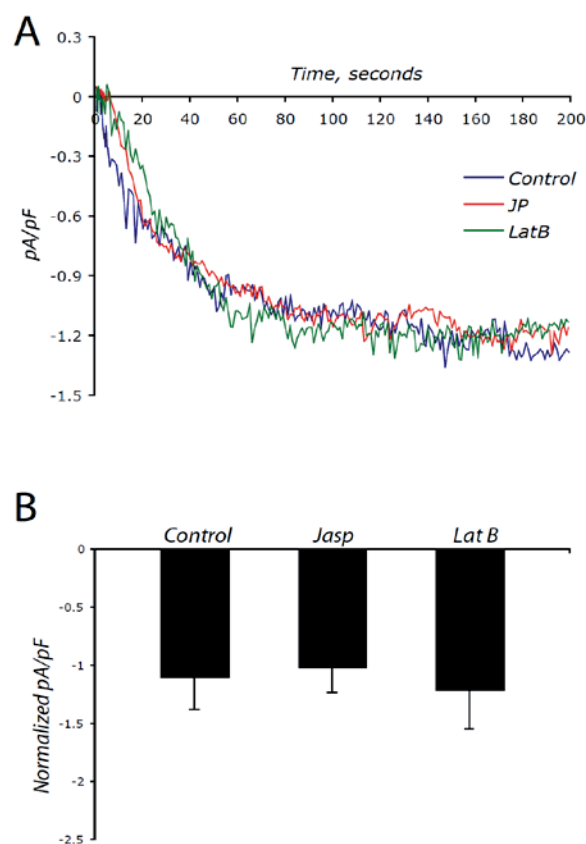 A
0.3
Time, seconds
0
0 20 40 60 80 100 120 140 160 180 200
-0.3
Control
JP
LatB
-0.6
pA/pF
-0.9
-1.2
-1.5
B
Control Jasp Lat B
0
-0.5
-1
Normalized pA/pF
-1.5
-2
-2.5